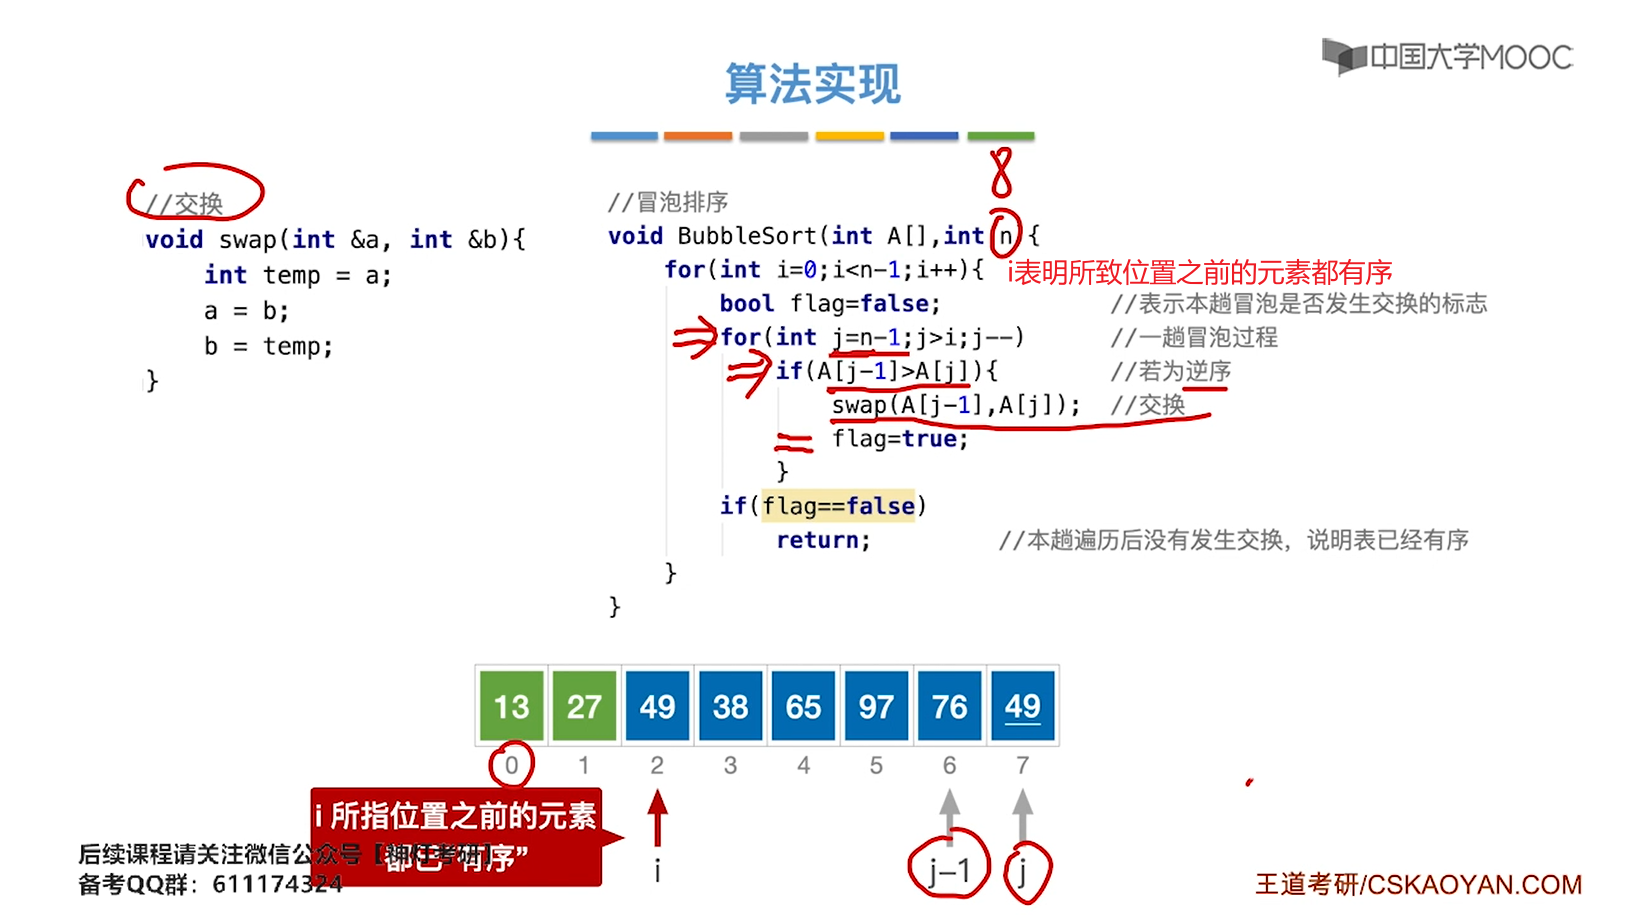 中国大学MOOC
算法实现
8
//交换
void swap(int &a, int &b){
int temp = a;
a = b;
b = temp;
}
//冒泡排序
void BubbleSort(int A[],int n){
for(int i=0;i<n-1;i++){
i表明所致位置之前的元素都有序
bool flag=false; //表示本趟冒泡是否发生交换的标志
for(int j=n-1;j>i;j--) //一趟冒泡过程
if(A[j-1]>A[j]){ //若为逆序
swap(A[j-1],A[j]); //交换
flag=true;
}
if(flag==false)
return; //本趟遍历后没有发生交换，说明表已经有序
}
}
13 27 49 38 65 97 76 49
0 1 2 3 4 5 6 7
i 所指位置之前的元素
都已“有序”
i j-1 j
后续课程请关注微信公众号【神灯考研】
备考QQ群：611174324
王道考研/CSKAOYAN.COM